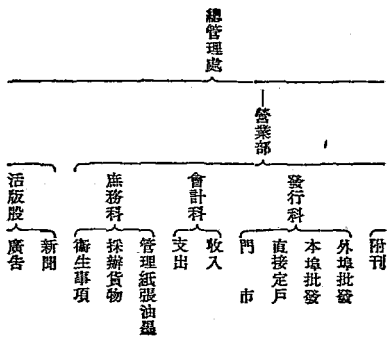 總管理處
營業部
發行科
會計科
庶務科
活版股
附刊
外埠批發
本埠批發
直接定戶
門市
收入
支出
管理紙張油墨
採辦貨物
衛生事項
新聞
廣告